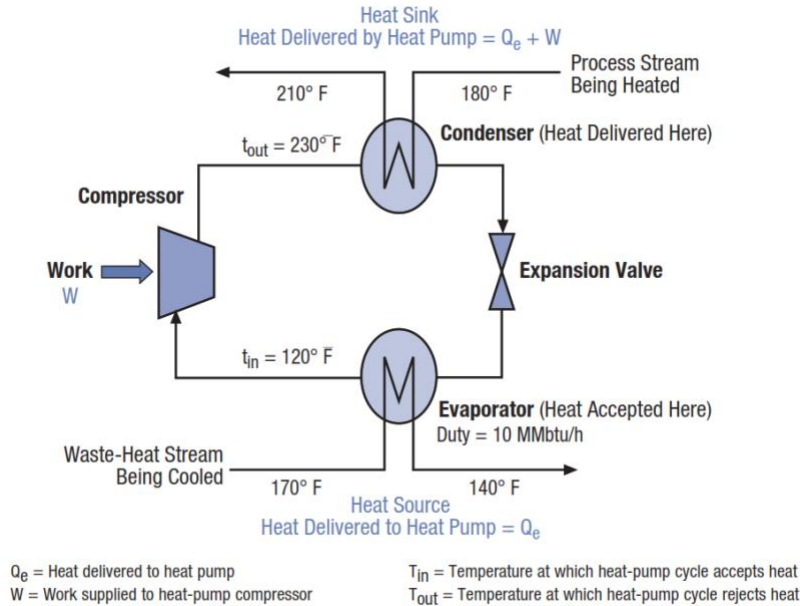 Heat Sink
Heat Delivered by Heat Pump = Qe + W
Process Stream
Being Heated
210° F
180° F
tout = 230° F
Condenser (Heat Delivered Here)
Compressor
Work
W
Expansion Valve
tin = 120° F
Evaporator (Heat Accepted Here)
Duty = 10 MMbtu/h
Waste-Heat Stream
Being Cooled
170° F
140° F
Heat Source
Heat Delivered to Heat Pump = Qe
Qe = Heat delivered to heat pump
W = Work supplied to heat-pump compressor
Tin = Temperature at which heat-pump cycle accepts heat
Tout = Temperature at which heat-pump cycle rejects heat